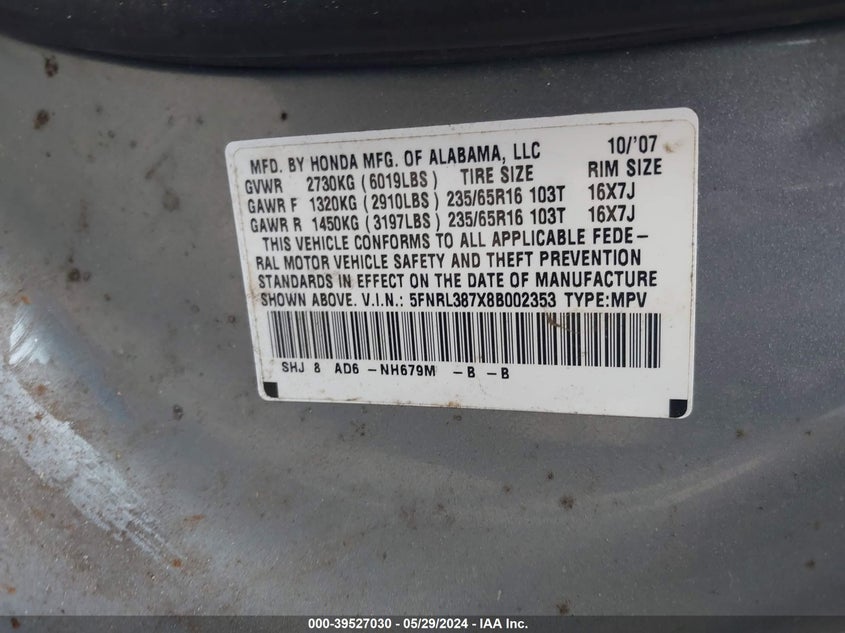 MFD. BY HONDA MFG. OF ALABAMA, LLC 10/'07
GVWR 2730KG ( 6019LBS ) TIRE SIZE RIM SIZE
GAWR F 1320KG ( 2910LBS ) 235/65R16 103T 16X7J
GAWR R 1450KG ( 3197LBS ) 235/65R16 103T 16X7J
THIS VEHICLE CONFORMS TO ALL APPLICABLE FEDE-
RAL MOTOR VEHICLE SAFETY AND THEFT PREVENTION
STANDARDS IN EFFECT ON THE DATE OF MANUFACTURE
SHOWN ABOVE. V.I.N.: 5FNRL387X8B002353 TYPE:MPV
SHJ 8 AD6 -NH679M -B -B
000-39527030 - 05/29/2024 - IAA Inc.